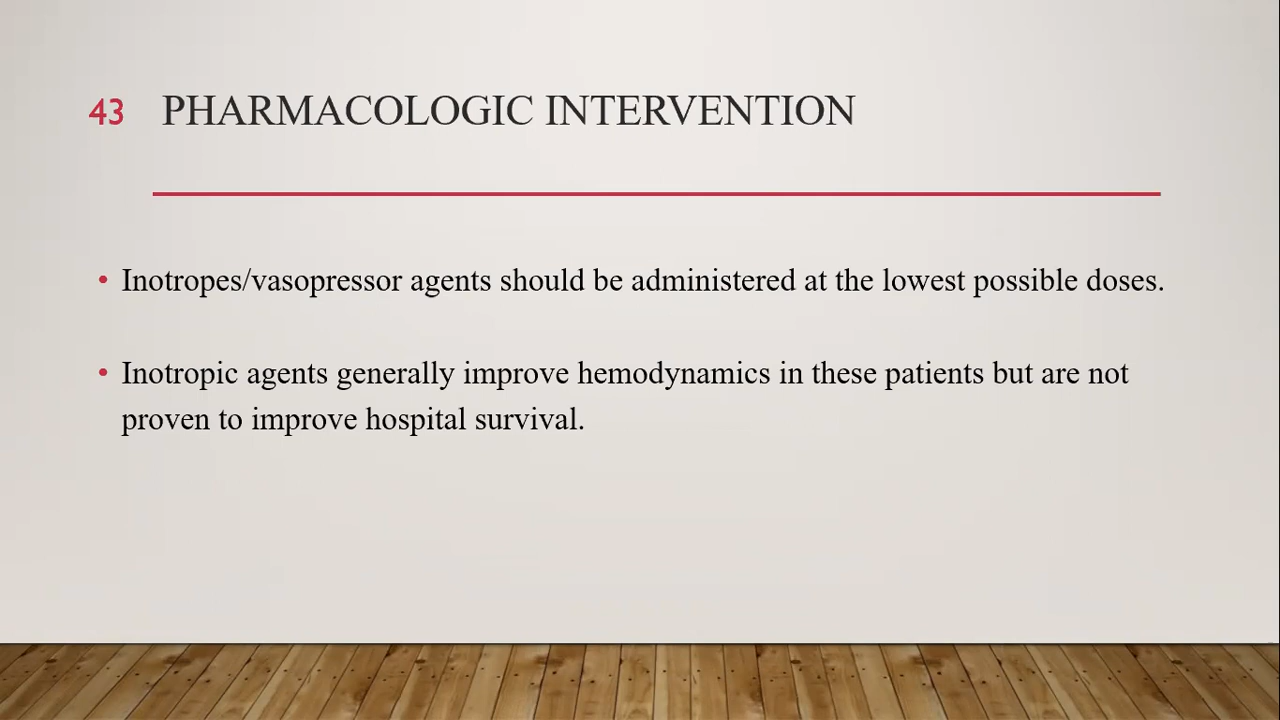 43 PHARMACOLOGIC INTERVENTION
• Inotropes/vasopressor agents should be administered at the lowest possible doses.
• Inotropic agents generally improve hemodynamics in these patients but are not
proven to improve hospital survival.